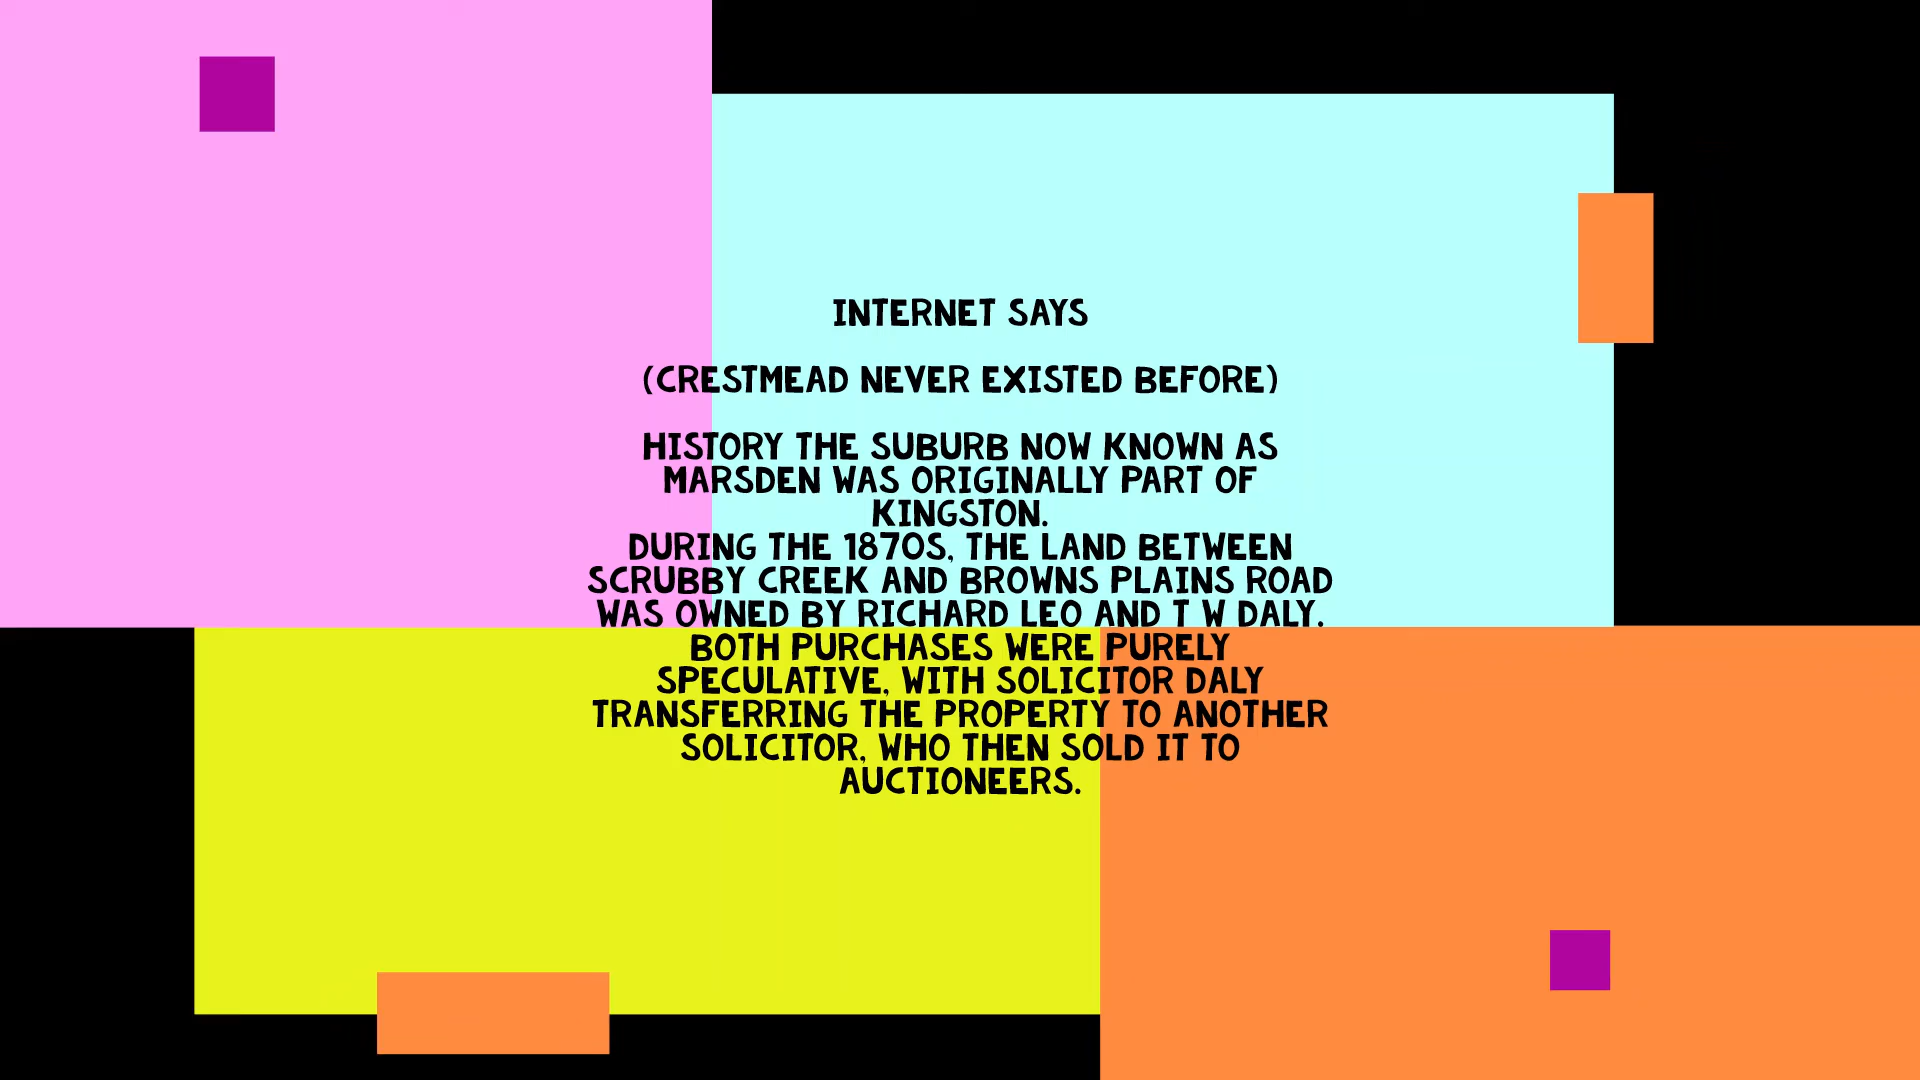 INTERNET SAYS
(CRESTMEAD NEVER EXISTED BEFORE)
HISTORY THE SUBURB NOW KNOWN AS
MARSDEN WAS ORIGINALLY PART OF
KINGSTON.
DURING THE 1870S, THE LAND BETWEEN
SCRUBBY CREEK AND BROWNS PLAINS ROAD
WAS OWNED BY RICHARD LEO AND T W DALY.
BOTH PURCHASES WERE PURELY
SPECULATIVE, WITH SOLICITOR DALY
TRANSFERRING THE PROPERTY TO ANOTHER
SOLICITOR, WHO THEN SOLD IT TO
AUCTIONEERS.